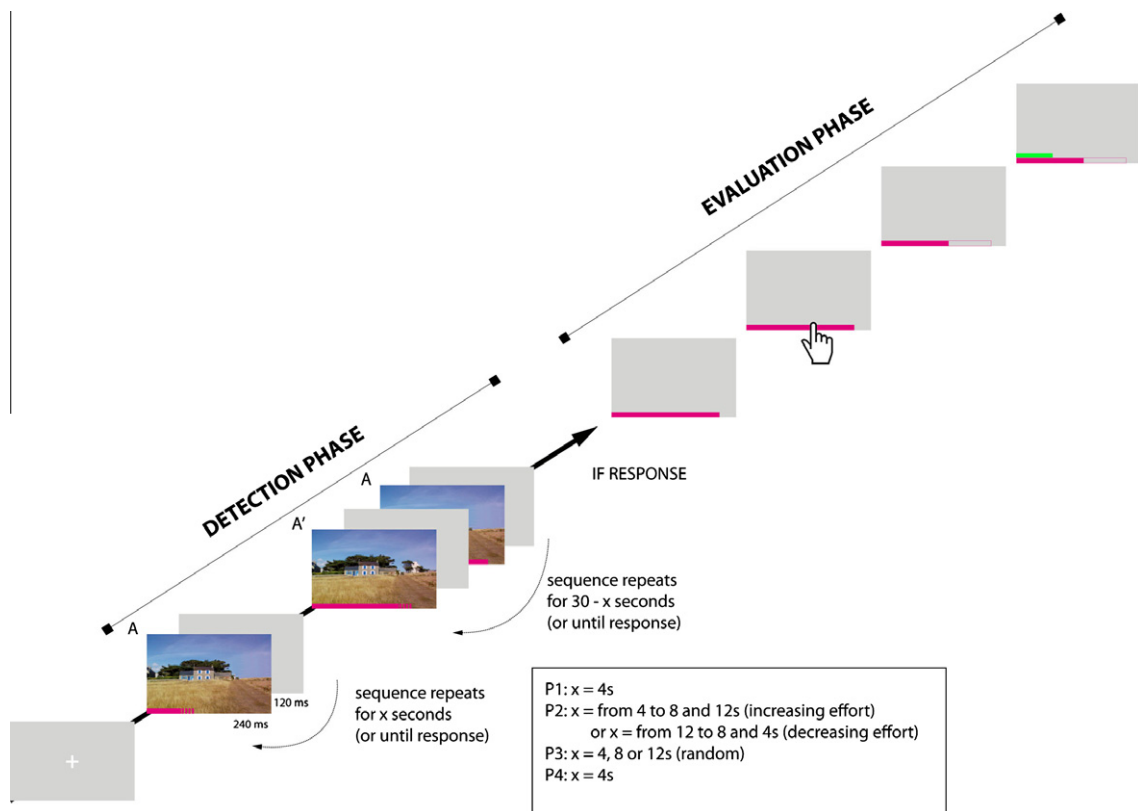 EVALUATION PHASE
DETECTION PHASE
A
IF RESPONSE
A'
sequence repeats
for 30 - x seconds
(or until response)
A
120 ms
240 ms
sequence repeats
for x seconds
(or until response)
P1: x = 4s
P2: x = from 4 to 8 and 12s (increasing effort)
or x = from 12 to 8 and 4s (decreasing effort)
P3: x = 4, 8 or 12s (random)
P4: x = 4s